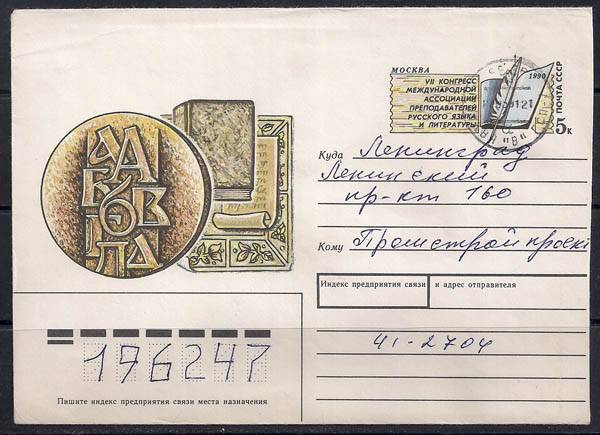 МОСКВА
VII КОНГРЕСС
МЕЖДУНАРОДНОЙ
АССОЦИАЦИИ
ПРЕПОДАВАТЕЛЕЙ
РУССКОГО ЯЗЫКА
И ЛИТЕРАТУРЫ
1990
ПОЧТА СССР
5к
Куда Ленинград
Ленинский
пр-кт 160
Кому Промстройпроект
Индекс предприятия связи и адрес отправителя
41-2704
196247
Пишите индекс предприятия связи места назначения